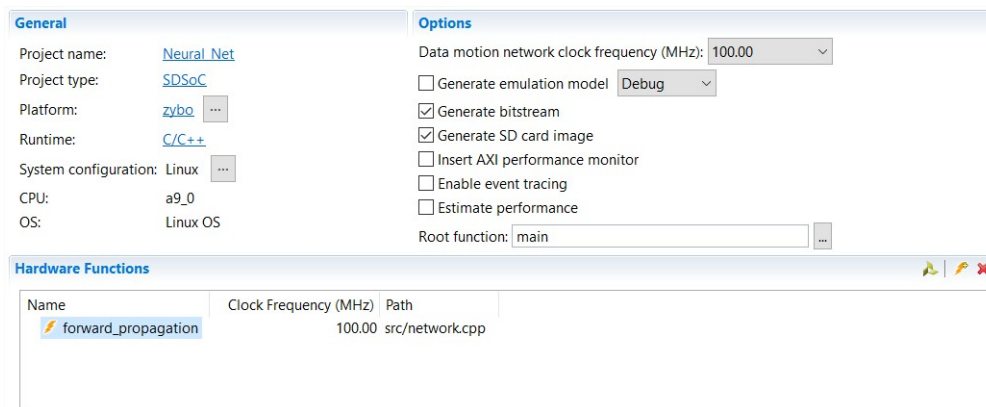 General
Project name: Neural_Net
Project type: SDSoC
Platform: zybo ...
Runtime: C/C++
System configuration: Linux ...
CPU: a9_0
OS: Linux OS
Options
Data motion network clock frequency (MHz): 100.00
Generate emulation model Debug
Generate bitstream
Generate SD card image
Insert AXI performance monitor
Enable event tracing
Estimate performance
Root function: main ...
Hardware Functions
Name Clock Frequency (MHz) Path
forward_propagation 100.00 src/network.cpp